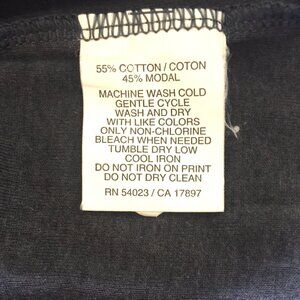 55% COTTON / COTON
45% MODAL
MACHINE WASH COLD
GENTLE CYCLE
WASH AND DRY
WITH LIKE COLORS
ONLY NON-CHLORINE
BLEACH WHEN NEEDED
TUMBLE DRY LOW
COOL IRON
DO NOT IRON ON PRINT
DO NOT DRY CLEAN
RN 54023 / CA 17897